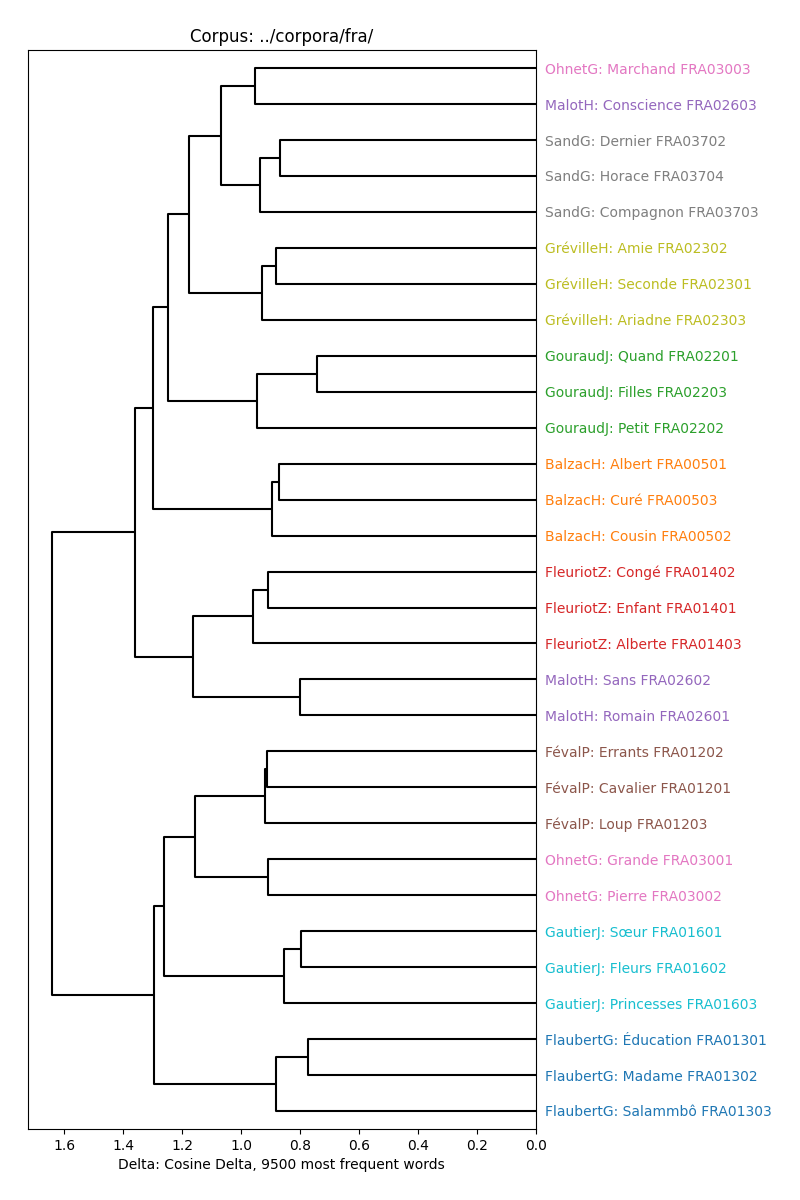 Corpus: ../corpora/fra/
OhnetG: Marchand FRA03003
MalotH: Conscience FRA02603
SandG: Dernier FRA03702
SandG: Horace FRA03704
SandG: Compagnon FRA03703
GrévilleH: Amie FRA02302
GrévilleH: Seconde FRA02301
GrévilleH: Ariadne FRA02303
GouraudJ: Quand FRA02201
GouraudJ: Filles FRA02203
GouraudJ: Petit FRA02202
BalzacH: Albert FRA00501
BalzacH: Curé FRA00503
BalzacH: Cousin FRA00502
FleuriotZ: Congé FRA01402
FleuriotZ: Enfant FRA01401
FleuriotZ: Alberte FRA01403
MalotH: Sans FRA02602
MalotH: Romain FRA02601
FévalP: Errants FRA01202
FévalP: Cavalier FRA01201
FévalP: Loup FRA01203
OhnetG: Grande FRA03001
OhnetG: Pierre FRA03002
GautierJ: Sœur FRA01601
GautierJ: Fleurs FRA01602
GautierJ: Princesses FRA01603
FlaubertG: Éducation FRA01301
FlaubertG: Madame FRA01302
FlaubertG: Salammbô FRA01303
1.6 1.4 1.2 1.0 0.8 0.6 0.4 0.2 0.0
Delta: Cosine Delta, 9500 most frequent words